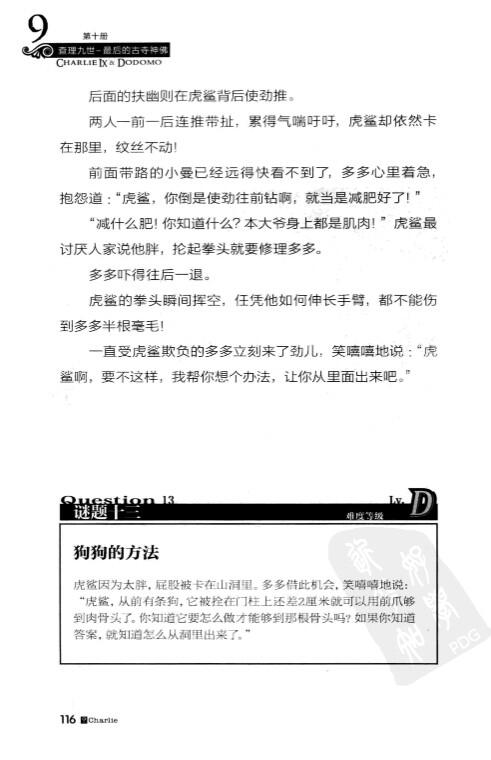 9
第十册
查理九世-最后的古寺神佛
CHARLIE IX & DODOMO
后面的扶幽则在虎鲨背后使劲推。
两人一前一后连推带扯，累得气喘吁吁，虎鲨却依然卡
在那里，纹丝不动！
前面带路的小曼已经远得快看不到了，多多心里着急，
抱怨道：“虎鲨，你倒是使劲往前钻啊，就当是减肥好了！”
“减什么肥！你知道什么？本大爷身上都是肌肉！”虎鲨最
讨厌人家说他胖，抡起拳头就要修理多多。
多多吓得往后一退。
虎鲨的拳头瞬间挥空，任凭他如何伸长手臂，都不能伤
到多多半根毫毛！
一直受虎鲨欺负的多多立刻来了劲儿，笑嘻嘻地说：“虎
鲨啊，要不这样，我帮你想个办法，让你从里面出来吧。”
Question 13
Lv. D
谜题十三
难度等级
狗狗的方法
虎鲨因为太胖，屁股被卡在山洞里。多多借此机会，笑嘻嘻地说：
“虎鲨，从前有条狗，它被拴在门柱上还差2厘米就可以用前爪够
到肉骨头了。你知道它要怎么做才能够到那根骨头吗？如果你知道
答案，就知道怎么从洞里出来了。”
PDG
116 Charlie